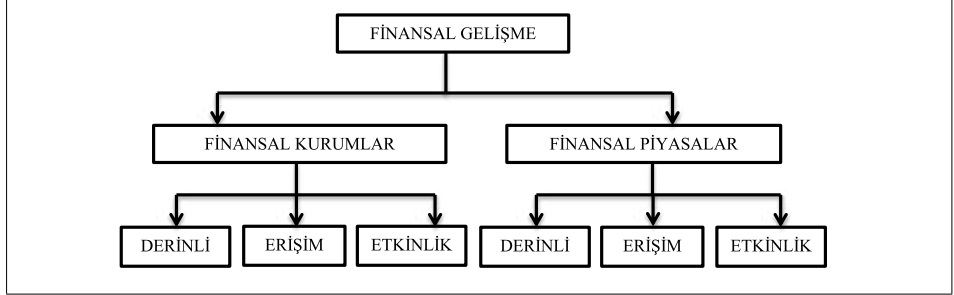 FİNANSAL GELİŞME
FİNANSAL KURUMLAR
FİNANSAL PİYASALAR
DERİNLİ
ERİŞİM
ETKİNLİK
DERİNLİ
ERİŞİM
ETKİNLİK